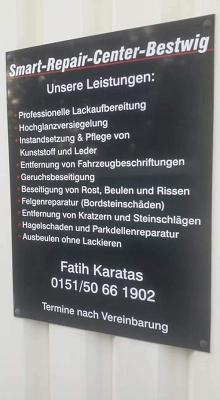 Smart-Repair-Center-Bestwig
Unsere Leistungen:
· Professionelle Lackaufbereitung
· Hochglanzversiegelung
· Instandsetzung & Pflege von
Kunststoff und Leder
· Entfernung von Fahrzeugbeschriftungen
· Geruchsbeseitigung
· Beseitigung von Rost, Beulen und Rissen
· Felgenreparatur (Bordsteinschäden)
· Entfernung von Kratzern und Steinschlägen
· Hagelschaden und Parkdellenreparatur
· Ausbeulen ohne Lackieren
Fatih Karatas
0151/50 66 1902
Termine nach Vereinbarung